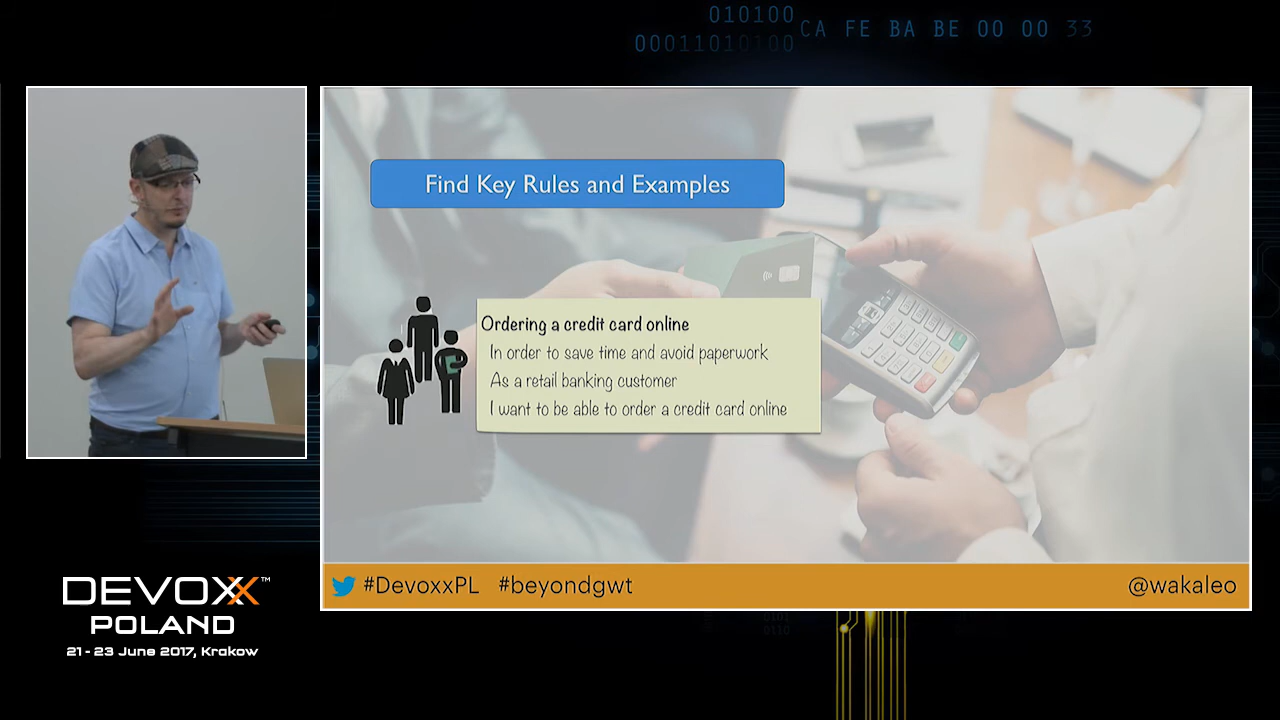 010100
00011010100
CA FE BA BE 00 00 33
Find Key Rules and Examples
Ordering a credit card online
In order to save time and avoid paperwork
As a retail banking customer
I want to be able to order a credit card online
#DevoxxPL #beyondgwt
@wakaleo
DEVOXX™
POLAND
21 - 23 June 2017, Krakow